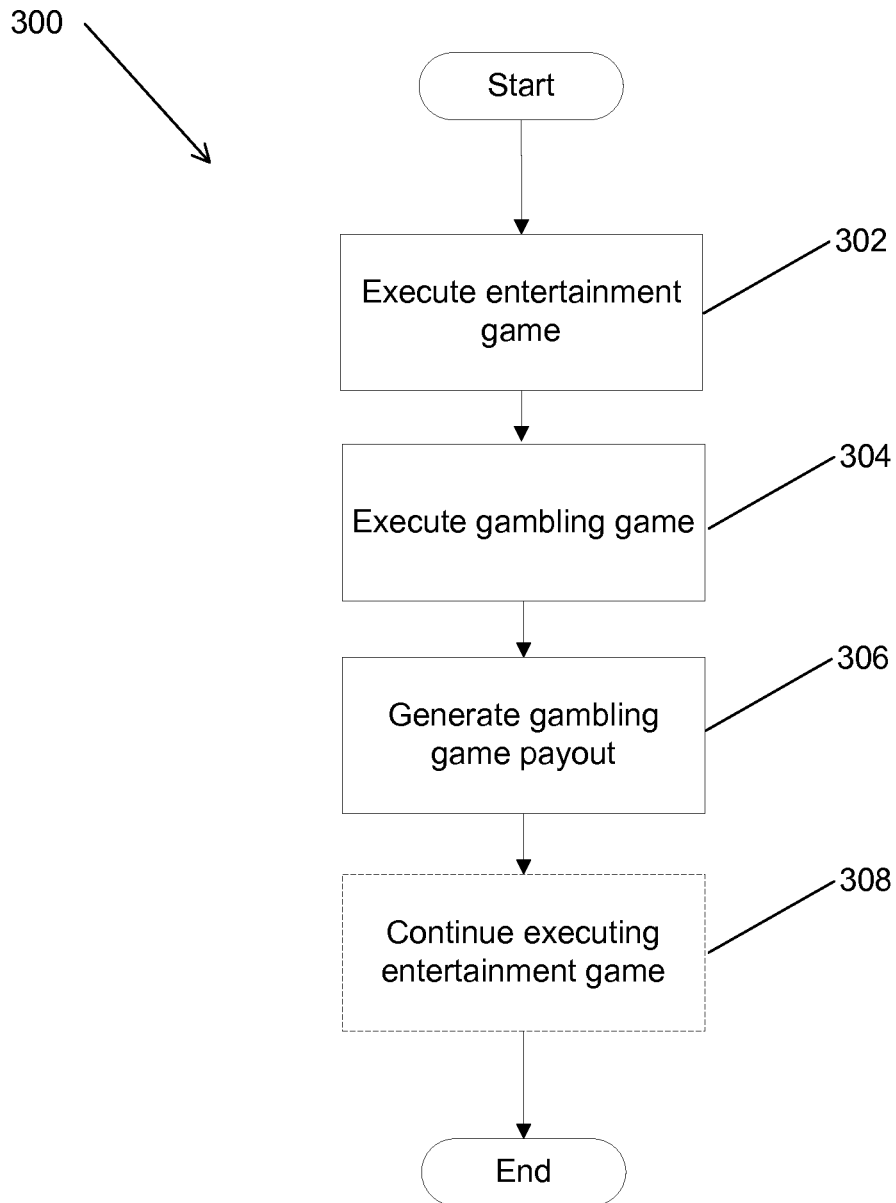 300
Start
302
Execute entertainment
game
304
Execute gambling game
306
Generate gambling
game payout
308
Continue executing
entertainment game
End